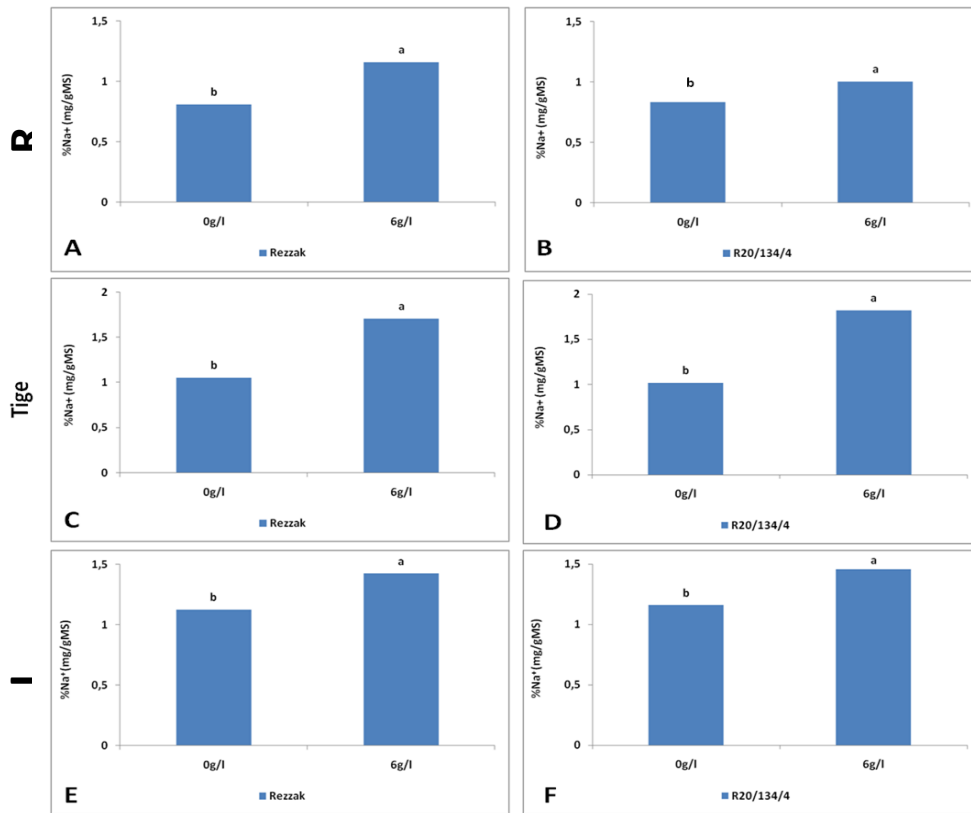 R
1,5
1
0,5
0
%Na+ (mg/gMS)
b
a
0g/l
6g/l
A
Rezzak
1,5
1
0,5
0
%Na+ (mg/gMS)
b
a
0g/l
6g/l
B
R20/134/4
Tige
2
1,5
1
0,5
0
%Na+ (mg/gMS)
b
a
0g/l
6g/l
C
Rezzak
2
1,5
1
0,5
0
%Na+ (mg/gMS)
b
a
0g/l
6g/l
D
R20/134/4
1,5
1
0,5
0
%Na⁺(mg/gMS)
b
a
0g/l
6g/l
E
Rezzak
1,5
1
0,5
0
%Na⁺(mg/gMS)
b
a
0g/l
6g/l
F
R20/134/4